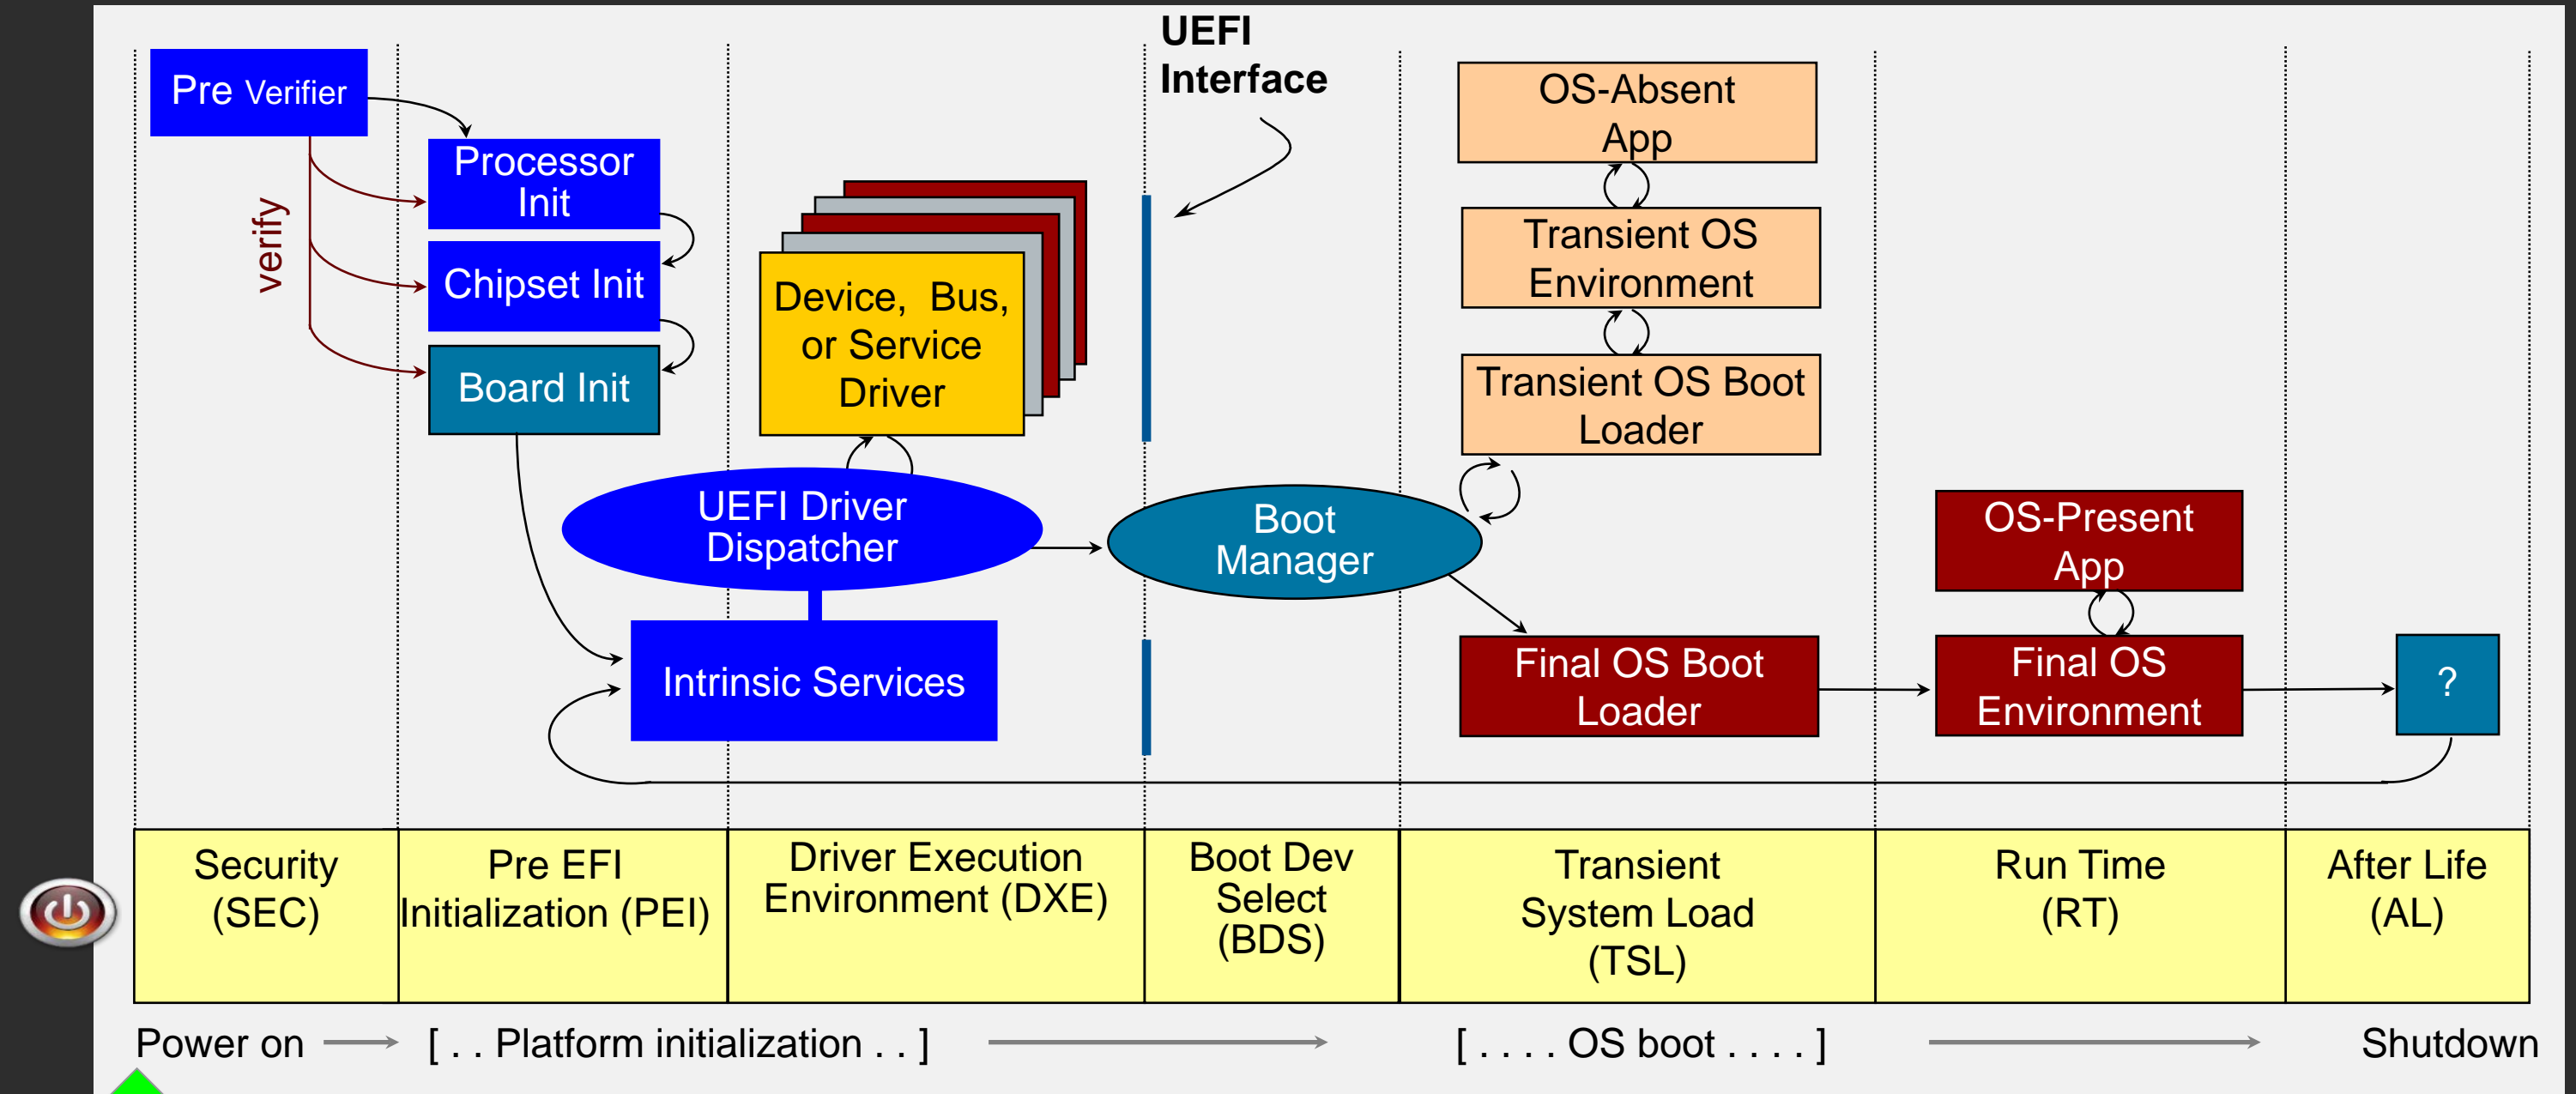 UEFI
Interface
Pre Verifier
verify
Processor
Init
Chipset Init
Board Init
Device, Bus,
or Service
Driver
UEFI Driver
Dispatcher
Intrinsic Services
Boot
Manager
OS-Absent
App
Transient OS
Environment
Transient OS Boot
Loader
Final OS Boot
Loader
OS-Present
App
Final OS
Environment
?
Security
(SEC)
Pre EFI
Initialization (PEI)
Driver Execution
Environment (DXE)
Boot Dev
Select
(BDS)
Transient
System Load
(TSL)
Run Time
(RT)
After Life
(AL)
Power on
[ . . Platform initialization . . ]
[ . . . . OS boot . . . . ]
Shutdown